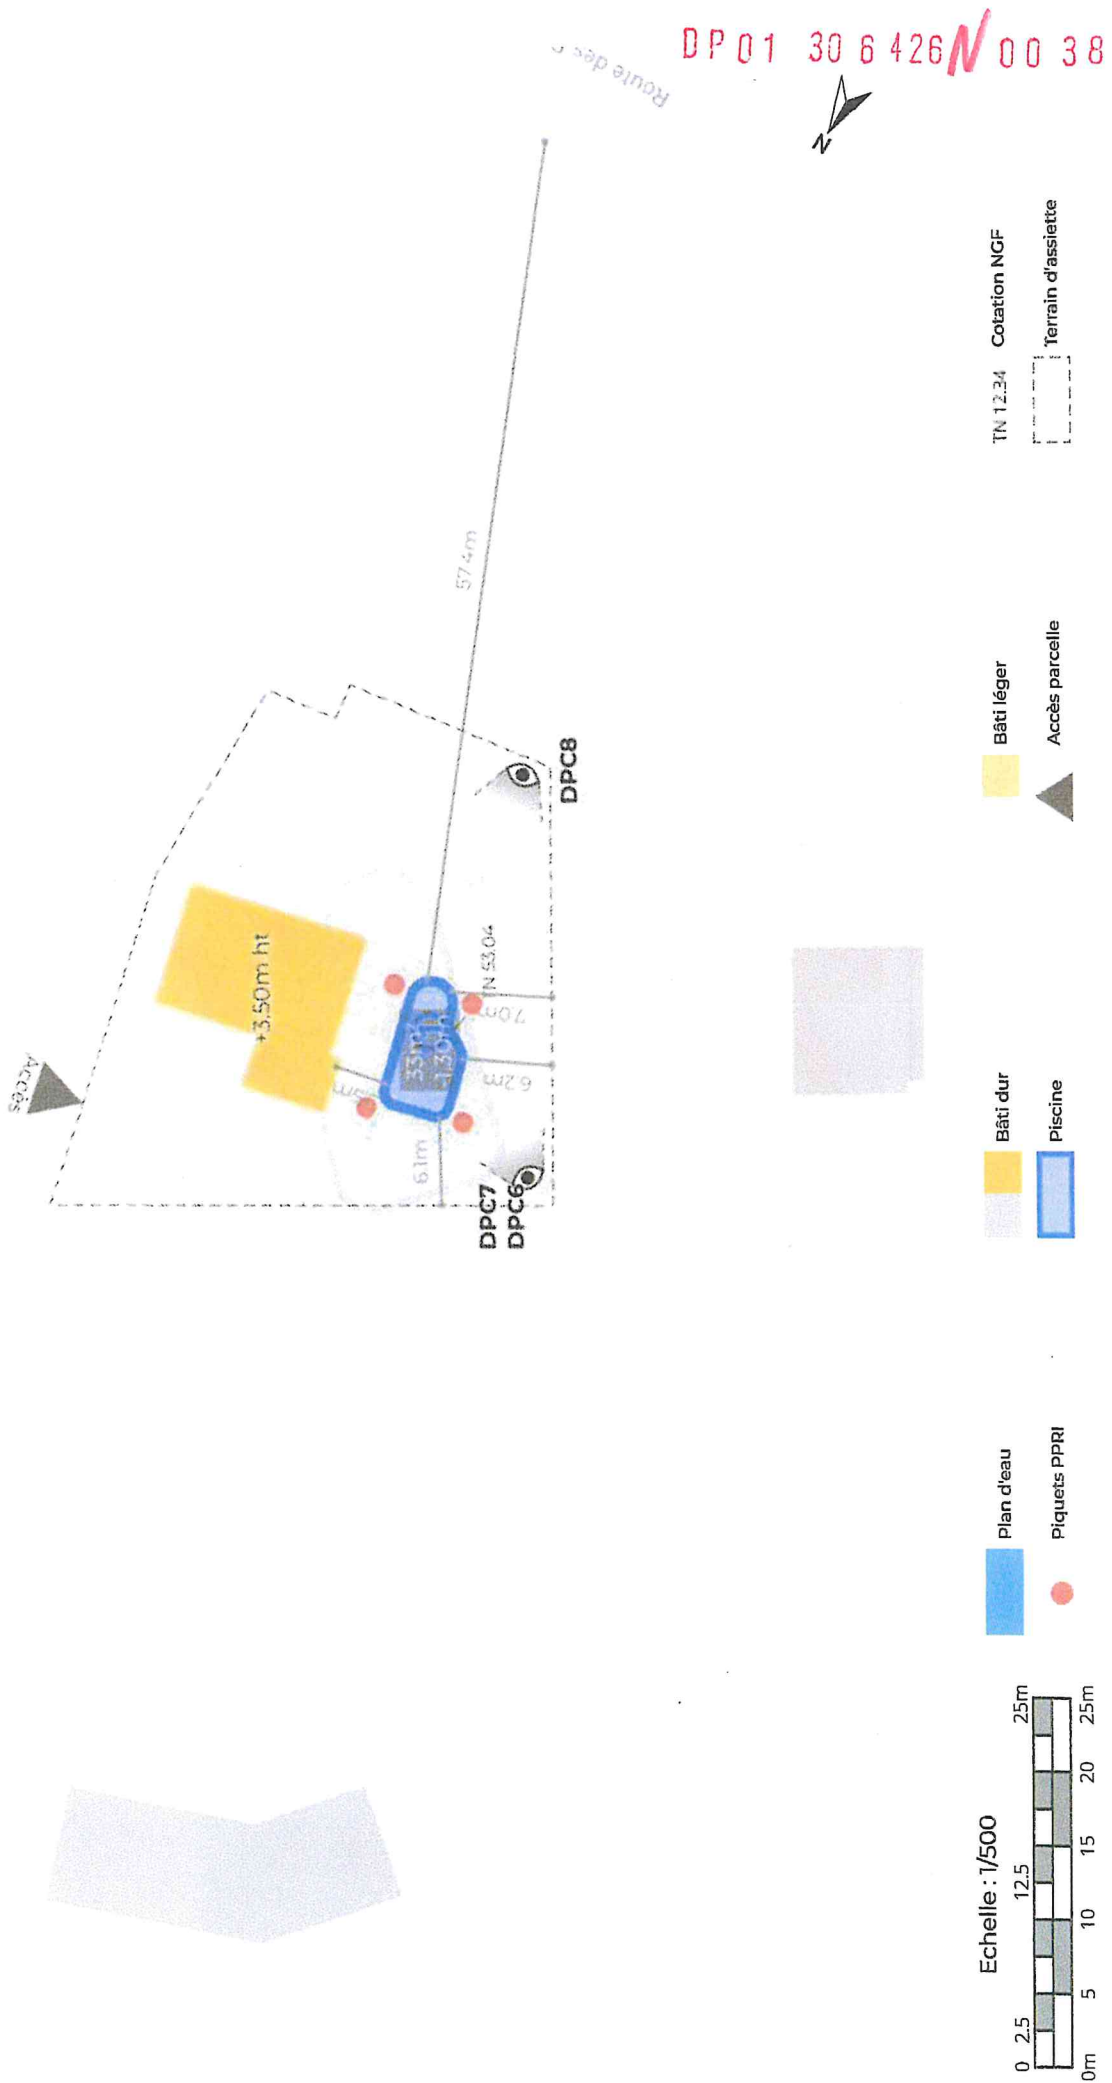 DP01 306 426 N 00 38
Route des
N
57.4m
Accès
+3.50m ht
TN 53.04
7.0m
6.2m
6.1m
DPC8
DPC7
DPC6
TN 12.34 Cotation NGF
Terrain d'assiette
Bâti léger
Accès parcelle
Bâti dur
Piscine
Plan d'eau
Piquets PPRI
Echelle : 1/500
0 2.5 12.5 25m
0m 5 10 15 20 25m